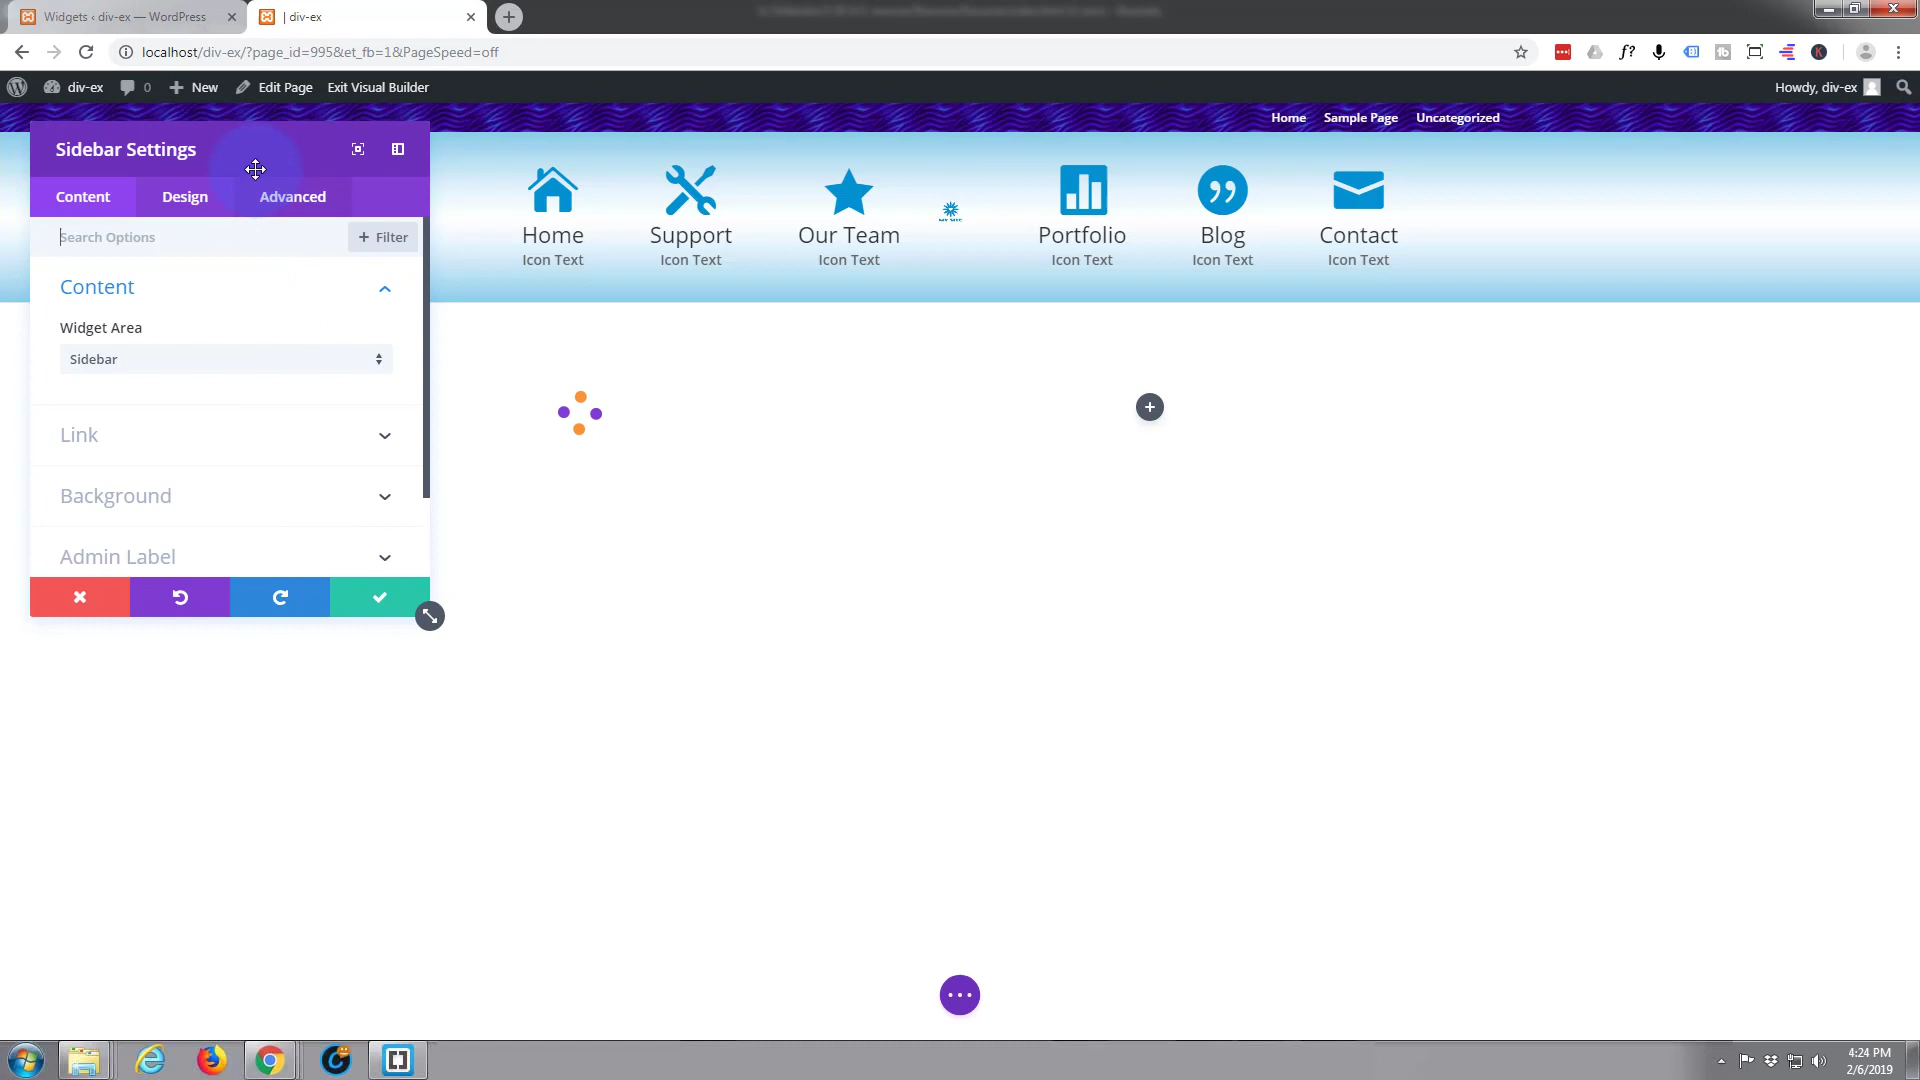 Widgets ‹ div-ex — WordPress
| div-ex
localhost/div-ex/?page_id=995&et_fb=1&PageSpeed=off
div-ex
0
New
Edit Page
Exit Visual Builder
Howdy, div-ex
Home
Sample Page
Uncategorized
Sidebar Settings
Content
Design
Advanced
Search Options
+ Filter
Content
Widget Area
Sidebar
Link
Background
Admin Label
Home
Icon Text
Support
Icon Text
Our Team
Icon Text
Portfolio
Icon Text
Blog
Icon Text
Contact
Icon Text
4:24 PM
2/6/2019